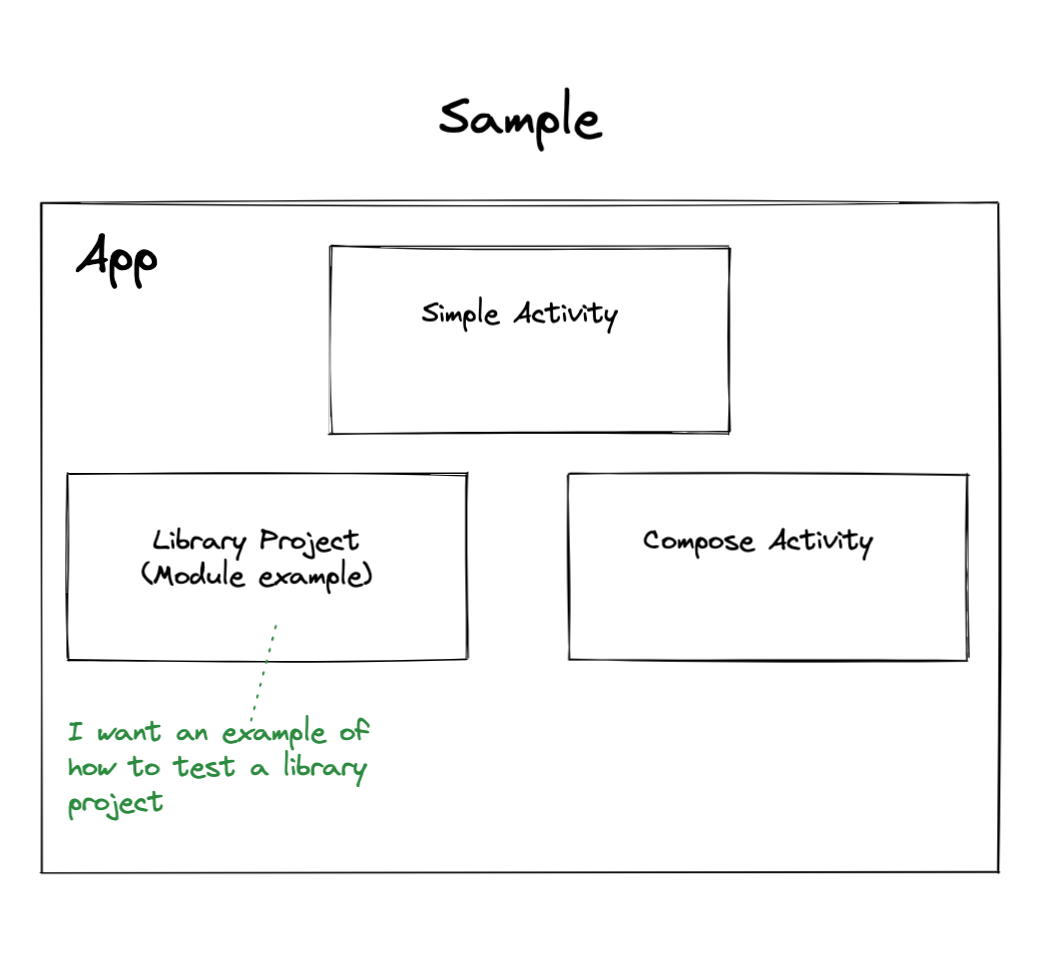 Sample
App
Simple Activity
Library Project
(Module example)
Compose Activity
I want an example of
how to test a library
project